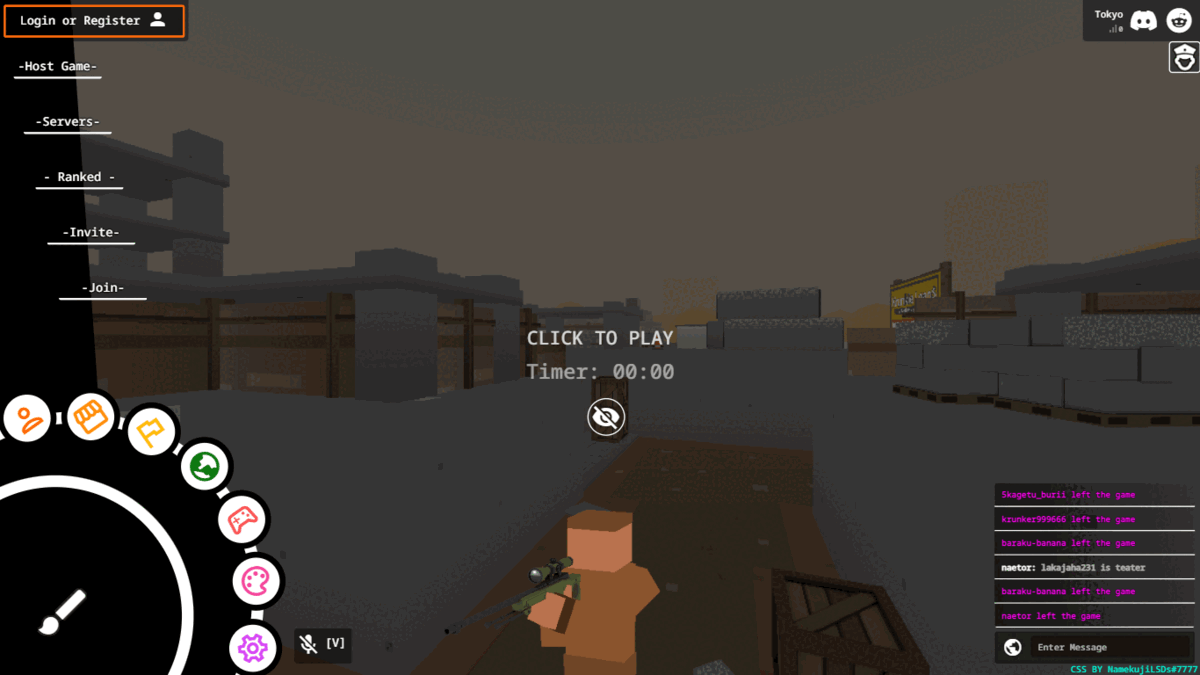 Login or Register
Tokyo
-Host Game-
-Servers-
- Ranked -
-Invite-
-Join-
CLICK TO PLAY
Timer: 00:00
5kagetu_burii left the game
krunker999666 left the game
baraku-banana left the game
naetor: lakajaha231 is teater
baraku-banana left the game
naetor left the game
[V]
Enter Message
CSS BY NamekujiLSDs#7777